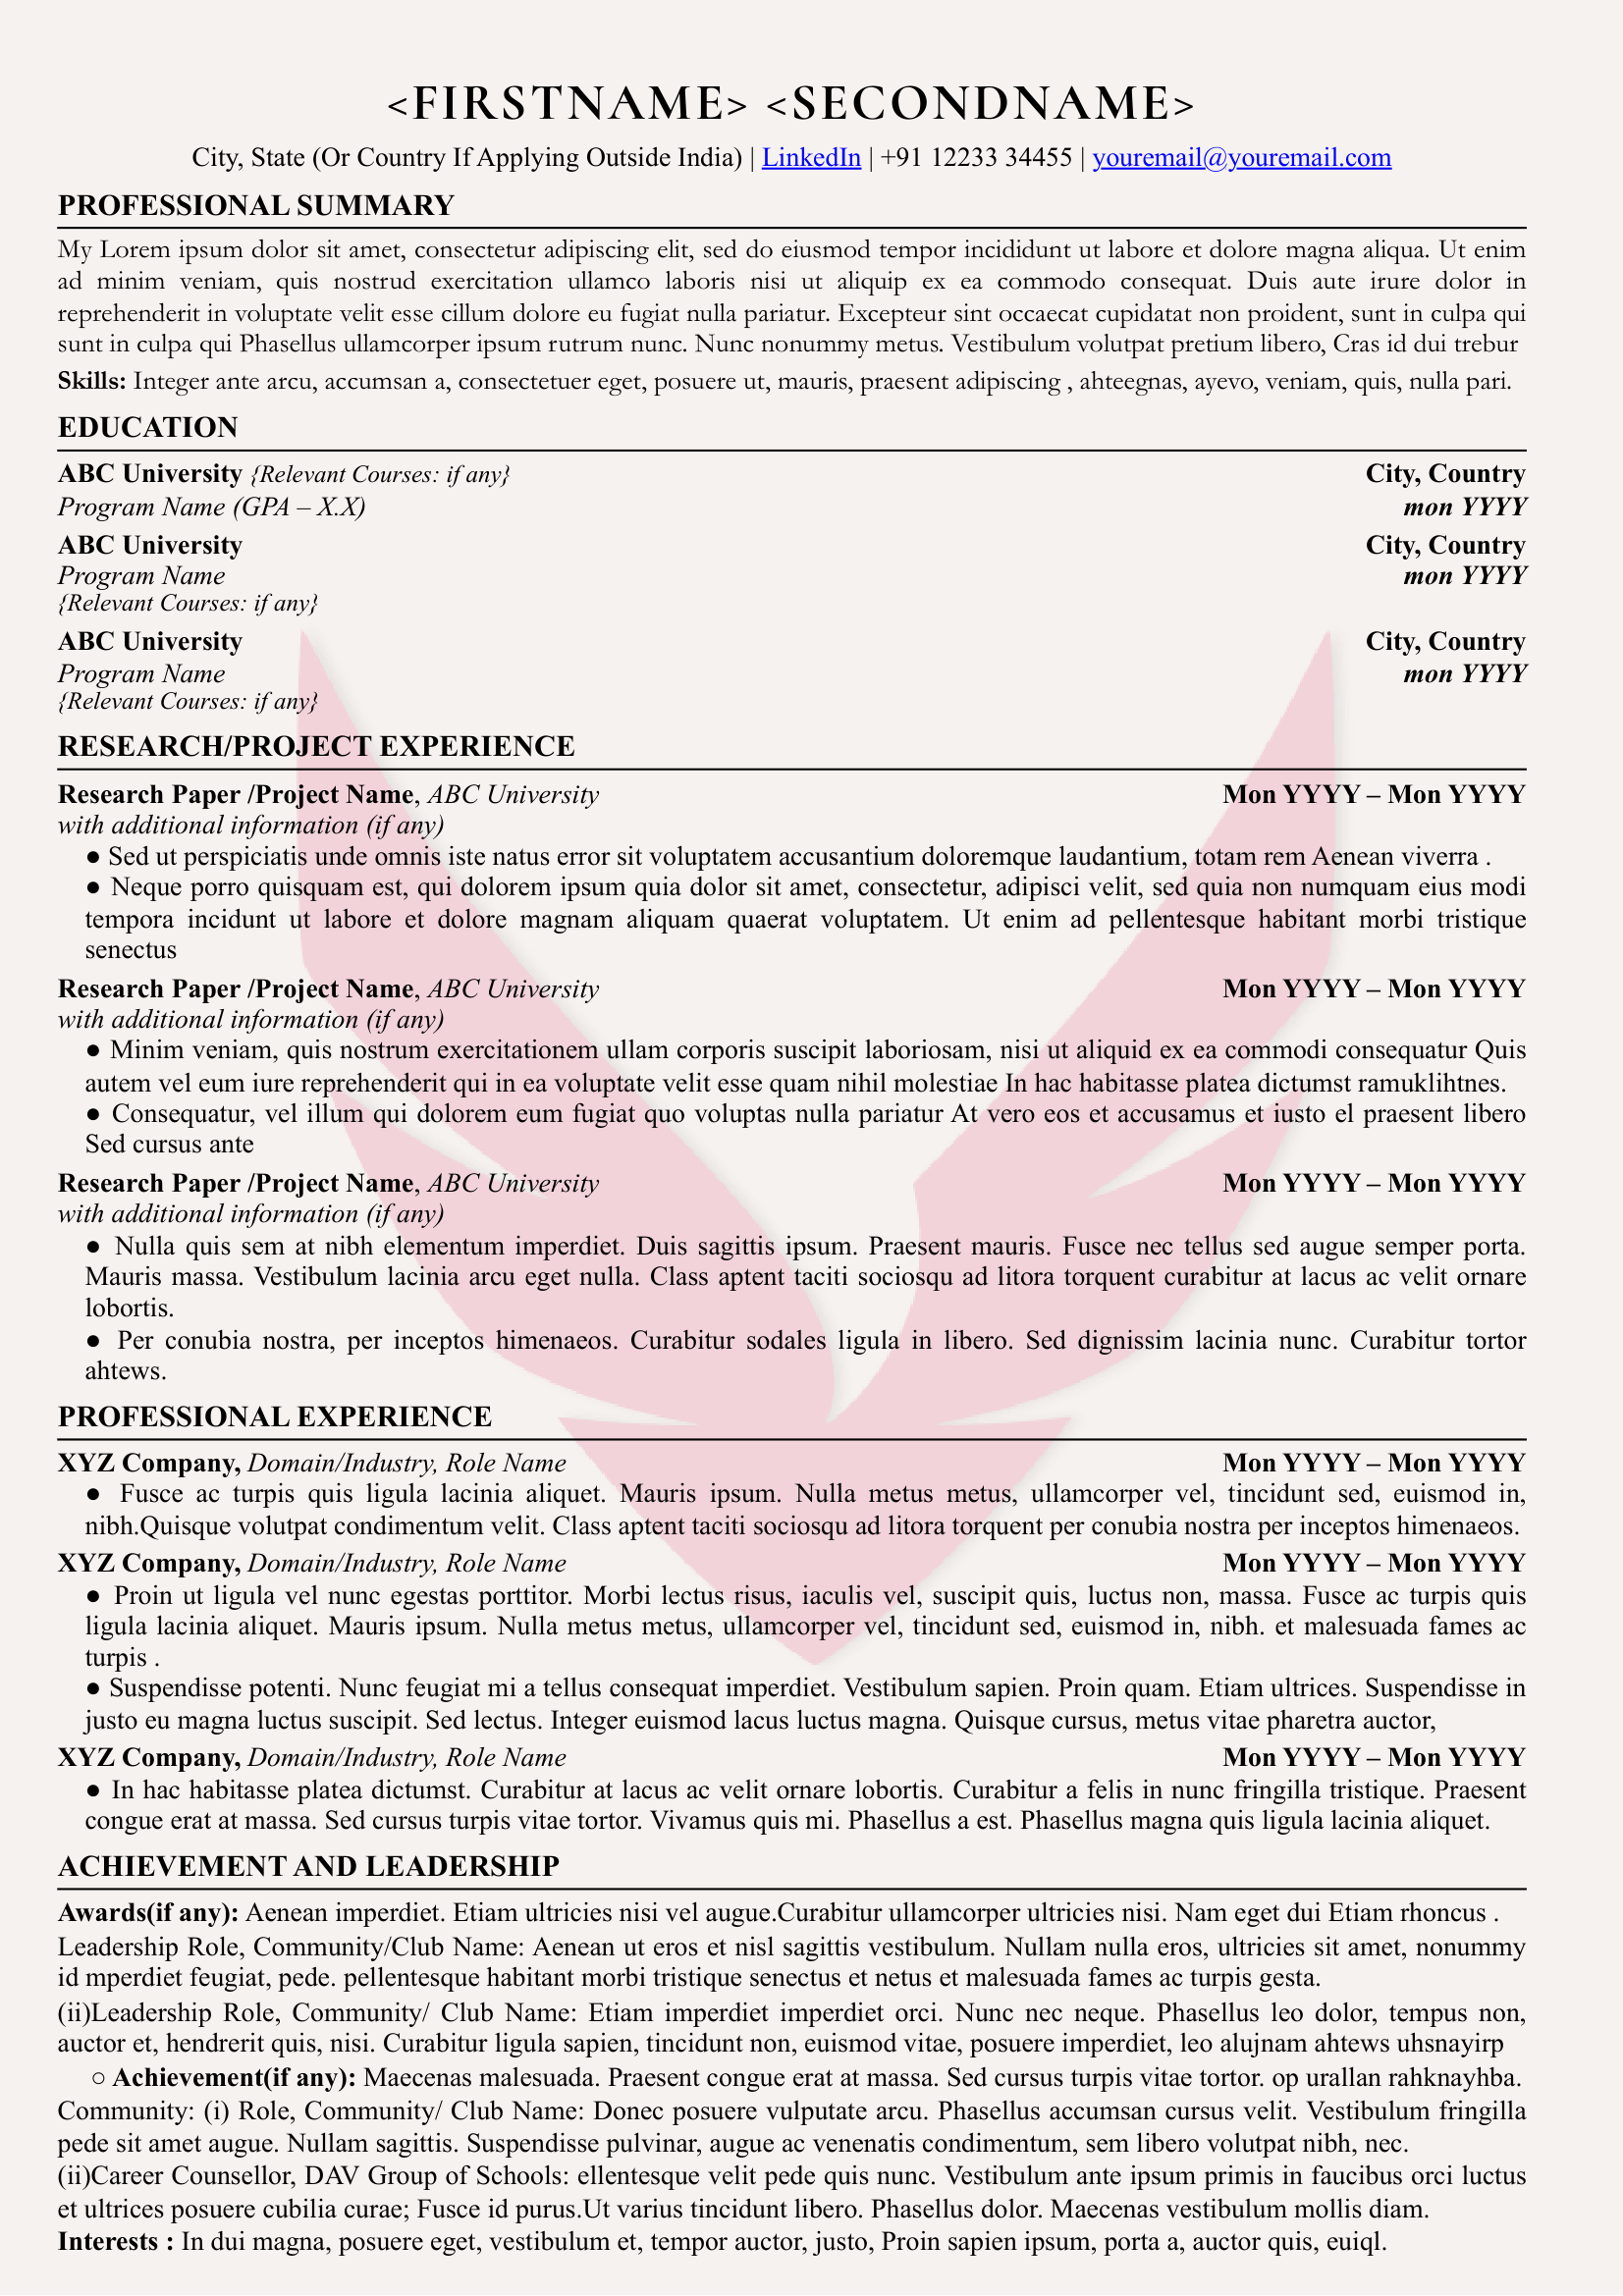 <FIRSTNAME> <SECONDNAME>
City, State (Or Country If Applying Outside India) | LinkedIn | +91 12233 34455 | youremail@youremail.com
PROFESSIONAL SUMMARY
My Lorem ipsum dolor sit amet, consectetur adipiscing elit, sed do eiusmod tempor incididunt ut labore et dolore magna aliqua. Ut enim
ad minim veniam, quis nostrud exercitation ullamco laboris nisi ut aliquip ex ea commodo consequat. Duis aute irure dolor in
reprehenderit in voluptate velit esse cillum dolore eu fugiat nulla pariatur. Excepteur sint occaecat cupidatat non proident, sunt in culpa qui
sunt in culpa qui Phasellus ullamcorper ipsum rutrum nunc. Nunc nonummy metus. Vestibulum volutpat pretium libero, Cras id dui trebur
Skills: Integer ante arcu, accumsan a, consectetuer eget, posuere ut, mauris, praesent adipiscing , ahteegnas, ayevo, veniam, quis, nulla pari.
EDUCATION
ABC University {Relevant Courses: if any} City, Country
Program Name (GPA – X.X) mon YYYY
ABC University City, Country
Program Name mon YYYY
{Relevant Courses: if any}
ABC University City, Country
Program Name mon YYYY
{Relevant Courses: if any}
RESEARCH/PROJECT EXPERIENCE
Research Paper /Project Name, ABC University Mon YYYY – Mon YYYY
with additional information (if any)
● Sed ut perspiciatis unde omnis iste natus error sit voluptatem accusantium doloremque laudantium, totam rem Aenean viverra .
● Neque porro quisquam est, qui dolorem ipsum quia dolor sit amet, consectetur, adipisci velit, sed quia non numquam eius modi
tempora incidunt ut labore et dolore magnam aliquam quaerat voluptatem. Ut enim ad pellentesque habitant morbi tristique
senectus
Research Paper /Project Name, ABC University Mon YYYY – Mon YYYY
with additional information (if any)
● Minim veniam, quis nostrum exercitationem ullam corporis suscipit laboriosam, nisi ut aliquid ex ea commodi consequatur Quis
autem vel eum iure reprehenderit qui in ea voluptate velit esse quam nihil molestiae In hac habitasse platea dictumst ramuklihtnes.
● Consequatur, vel illum qui dolorem eum fugiat quo voluptas nulla pariatur At vero eos et accusamus et iusto el praesent libero
Sed cursus ante
Research Paper /Project Name, ABC University Mon YYYY – Mon YYYY
with additional information (if any)
● Nulla quis sem at nibh elementum imperdiet. Duis sagittis ipsum. Praesent mauris. Fusce nec tellus sed augue semper porta.
Mauris massa. Vestibulum lacinia arcu eget nulla. Class aptent taciti sociosqu ad litora torquent curabitur at lacus ac velit ornare
lobortis.
● Per conubia nostra, per inceptos himenaeos. Curabitur sodales ligula in libero. Sed dignissim lacinia nunc. Curabitur tortor
ahtews.
PROFESSIONAL EXPERIENCE
XYZ Company, Domain/Industry, Role Name Mon YYYY – Mon YYYY
● Fusce ac turpis quis ligula lacinia aliquet. Mauris ipsum. Nulla metus metus, ullamcorper vel, tincidunt sed, euismod in,
nibh.Quisque volutpat condimentum velit. Class aptent taciti sociosqu ad litora torquent per conubia nostra per inceptos himenaeos.
XYZ Company, Domain/Industry, Role Name Mon YYYY – Mon YYYY
● Proin ut ligula vel nunc egestas porttitor. Morbi lectus risus, iaculis vel, suscipit quis, luctus non, massa. Fusce ac turpis quis
ligula lacinia aliquet. Mauris ipsum. Nulla metus metus, ullamcorper vel, tincidunt sed, euismod in, nibh. et malesuada fames ac
turpis .
● Suspendisse potenti. Nunc feugiat mi a tellus consequat imperdiet. Vestibulum sapien. Proin quam. Etiam ultrices. Suspendisse in
justo eu magna luctus suscipit. Sed lectus. Integer euismod lacus luctus magna. Quisque cursus, metus vitae pharetra auctor,
XYZ Company, Domain/Industry, Role Name Mon YYYY – Mon YYYY
● In hac habitasse platea dictumst. Curabitur at lacus ac velit ornare lobortis. Curabitur a felis in nunc fringilla tristique. Praesent
congue erat at massa. Sed cursus turpis vitae tortor. Vivamus quis mi. Phasellus a est. Phasellus magna quis ligula lacinia aliquet.
ACHIEVEMENT AND LEADERSHIP
Awards(if any): Aenean imperdiet. Etiam ultricies nisi vel augue.Curabitur ullamcorper ultricies nisi. Nam eget dui Etiam rhoncus .
Leadership Role, Community/Club Name: Aenean ut eros et nisl sagittis vestibulum. Nullam nulla eros, ultricies sit amet, nonummy
id mperdiet feugiat, pede. pellentesque habitant morbi tristique senectus et netus et malesuada fames ac turpis gesta.
(ii)Leadership Role, Community/ Club Name: Etiam imperdiet imperdiet orci. Nunc nec neque. Phasellus leo dolor, tempus non,
auctor et, hendrerit quis, nisi. Curabitur ligula sapien, tincidunt non, euismod vitae, posuere imperdiet, leo alujnam ahtews uhsnayirp
○ Achievement(if any): Maecenas malesuada. Praesent congue erat at massa. Sed cursus turpis vitae tortor. op urallan rahknayhba.
Community: (i) Role, Community/ Club Name: Donec posuere vulputate arcu. Phasellus accumsan cursus velit. Vestibulum fringilla
pede sit amet augue. Nullam sagittis. Suspendisse pulvinar, augue ac venenatis condimentum, sem libero volutpat nibh, nec.
(ii)Career Counsellor, DAV Group of Schools: ellentesque velit pede quis nunc. Vestibulum ante ipsum primis in faucibus orci luctus
et ultrices posuere cubilia curae; Fusce id purus.Ut varius tincidunt libero. Phasellus dolor. Maecenas vestibulum mollis diam.
Interests : In dui magna, posuere eget, vestibulum et, tempor auctor, justo, Proin sapien ipsum, porta a, auctor quis, euiql.